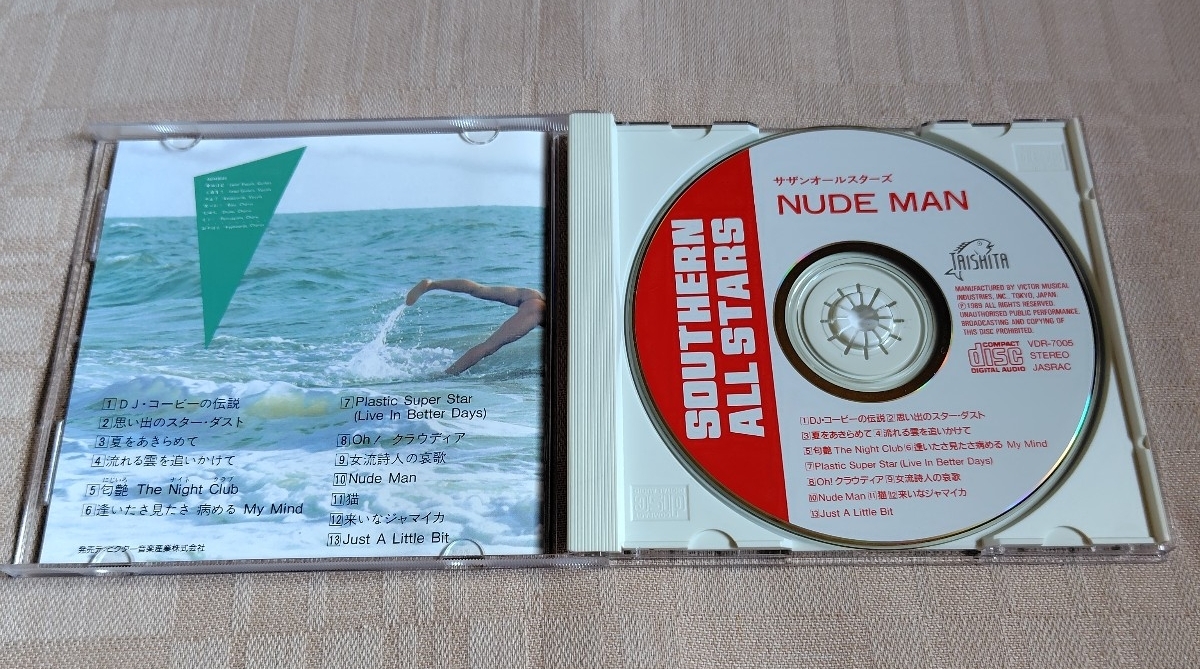 1 DJ・コービーの伝説
2 思い出のスター・ダスト
3 夏をあきらめて
4 流れる雲を追いかけて
にじいろ ナイト クラブ
5 匂艶 The Night Club
6 逢いたさ見たさ 病める My Mind
7 Plastic Super Star
(Live In Better Days)
8 Oh! クラウディア
9 女流詩人の哀歌
10 Nude Man
11 猫
12 来いなジャマイカ
13 Just A Little Bit
発売元・ビクター音楽産業株式会社
SOUTHERN
ALL STARS
サザンオールスターズ
NUDE MAN
TAISHITA
MANUFACTURED BY VICTOR MUSICAL
INDUSTRIES, INC., TOKYO, JAPAN.
Ⓟ1989 ALL RIGHTS RESERVED.
UNAUTHORISED PUBLIC PERFORMANCE,
BROADCASTING AND COPYING OF
THIS DISC PROHIBITED.
COMPACT
disc
DIGITAL AUDIO
VDR-7005
STEREO
JASRAC
1 DJ・コービーの伝説 2 思い出のスター・ダスト
3 夏をあきらめて 4 流れる雲を追いかけて
5 匂艶 The Night Club 6 逢いたさ見たさ病める My Mind
7 Plastic Super Star (Live In Better Days)
8 Oh! クラウディア 9 女流詩人の哀歌
10 Nude Man 11 猫 12 来いなジャマイカ
13 Just A Little Bit